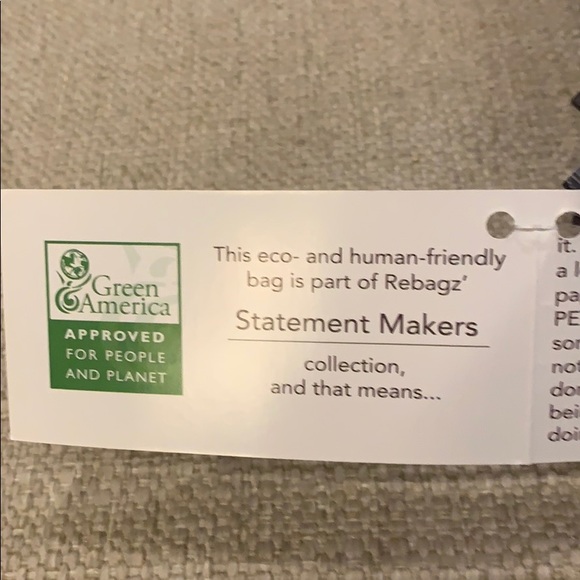 Green
America
APPROVED
FOR PEOPLE
AND PLANET
This eco- and human-friendly
bag is part of Rebagz'
Statement Makers
collection,
and that means...
it.
a
pa
PE
so
no
do
bei
doi